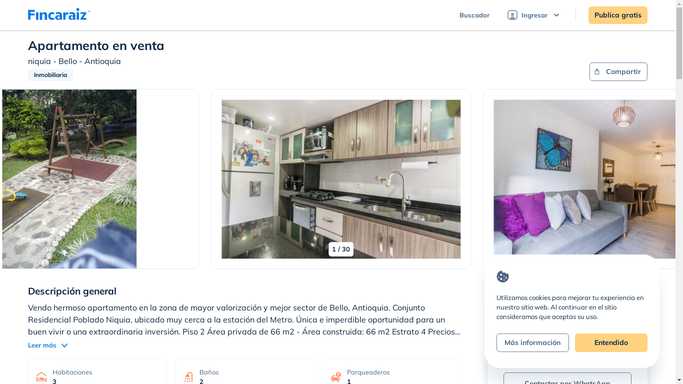 Fincaraiz
Buscador
Ingresar
Publica gratis
Apartamento en venta
niquia - Bello - Antioquia
Inmobiliaria
Compartir
1 / 30
Descripción general
Vendo hermoso apartamento en la zona de mayor valorización y mejor sector de Bello, Antioquia. Conjunto
Residencial Poblado Niquia, ubicado muy cerca a la estación del Metro. Única e imperdible oportunidad para un
buen vivir o una extraordinaria inversión. Piso 2 Área privada de 66 m2 - Área construida: 66 m2 Estrato 4 Precios...
Leer más
Habitaciones
3
Baños
2
Parqueaderos
1
Utilizamos cookies para mejorar tu experiencia en
nuestro sitio web. Al continuar en el sitio
consideramos que aceptas su uso.
Más información
Entendido
Contactar por WhatsApp